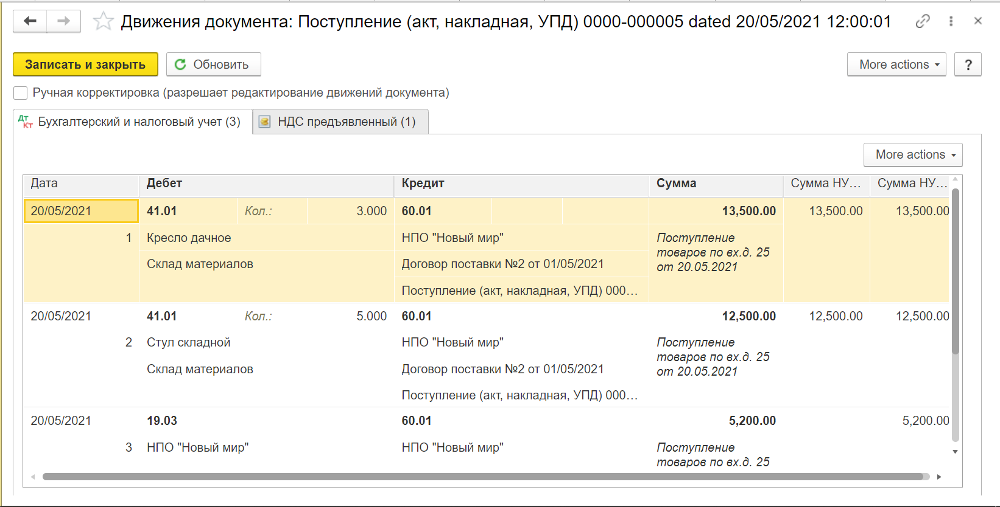 Движения документа: Поступление (акт, накладная, УПД) 0000-000005 dated 20/05/2021 12:00:01
Записать и закрыть
Обновить
More actions
?
Ручная корректировка (разрешает редактирование движений документа)
Дт Кт Бухгалтерский и налоговый учет (3)
НДС предъявленный (1)
More actions
Дата Дебет Кредит Сумма Сумма НУ... Сумма НУ...
20/05/2021 41.01 Кол.: 3.000 60.01 13,500.00 13,500.00 13,500.00
1 Кресло дачное НПО "Новый мир" Поступление
товаров по вх.д. 25
Склад материалов Договор поставки №2 от 01/05/2021 от 20.05.2021
Поступление (акт, накладная, УПД) 000...
20/05/2021 41.01 Кол.: 5.000 60.01 12,500.00 12,500.00 12,500.00
2 Стул складной НПО "Новый мир" Поступление
товаров по вх.д. 25
Склад материалов Договор поставки №2 от 01/05/2021 от 20.05.2021
Поступление (акт, накладная, УПД) 000...
20/05/2021 19.03 60.01 5,200.00 5,200.00
3 НПО "Новый мир" НПО "Новый мир" Поступление
товаров по вх.д. 25